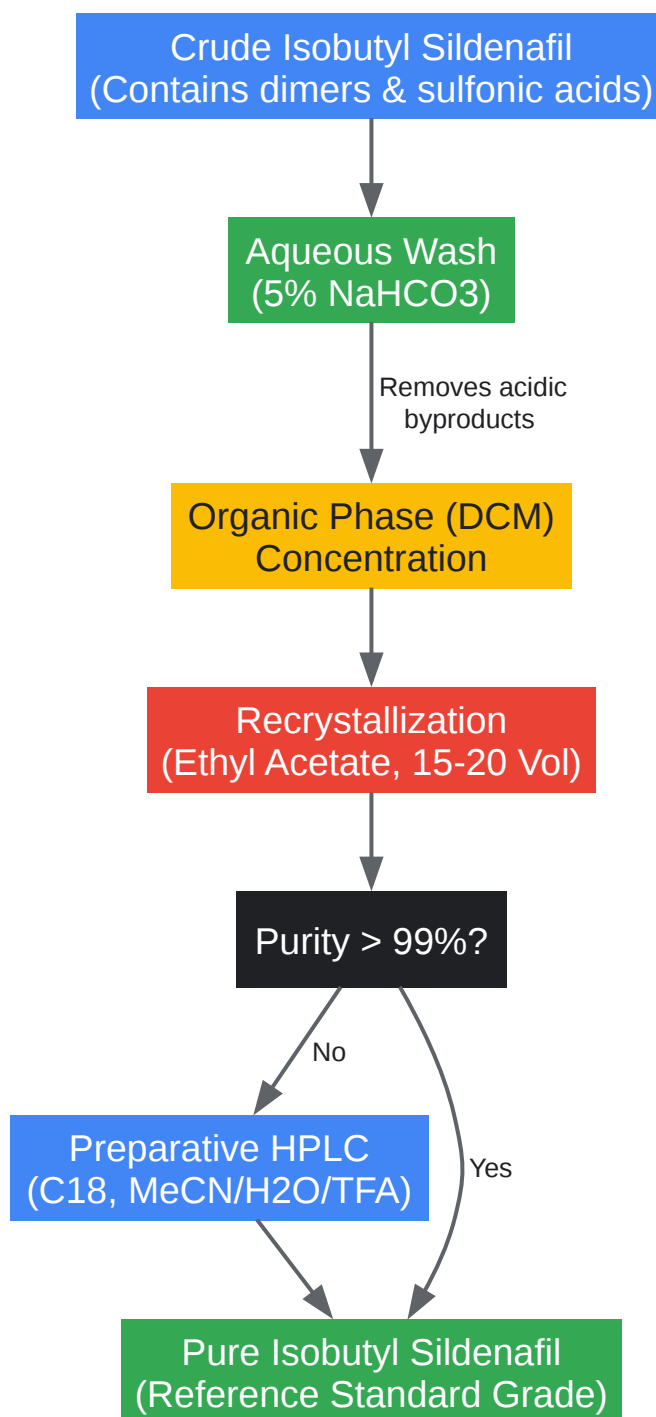 Crude Isobutyl Sildenafil
(Contains dimers & sulfonic acids)
Aqueous Wash
(5% NaHCO3)
Removes acidic
byproducts
Organic Phase (DCM)
Concentration
Recrystallization
(Ethyl Acetate, 15-20 Vol)
Purity > 99%?
No
Preparative HPLC
(C18, MeCN/H2O/TFA)
Yes
Pure Isobutyl Sildenafil
(Reference Standard Grade)